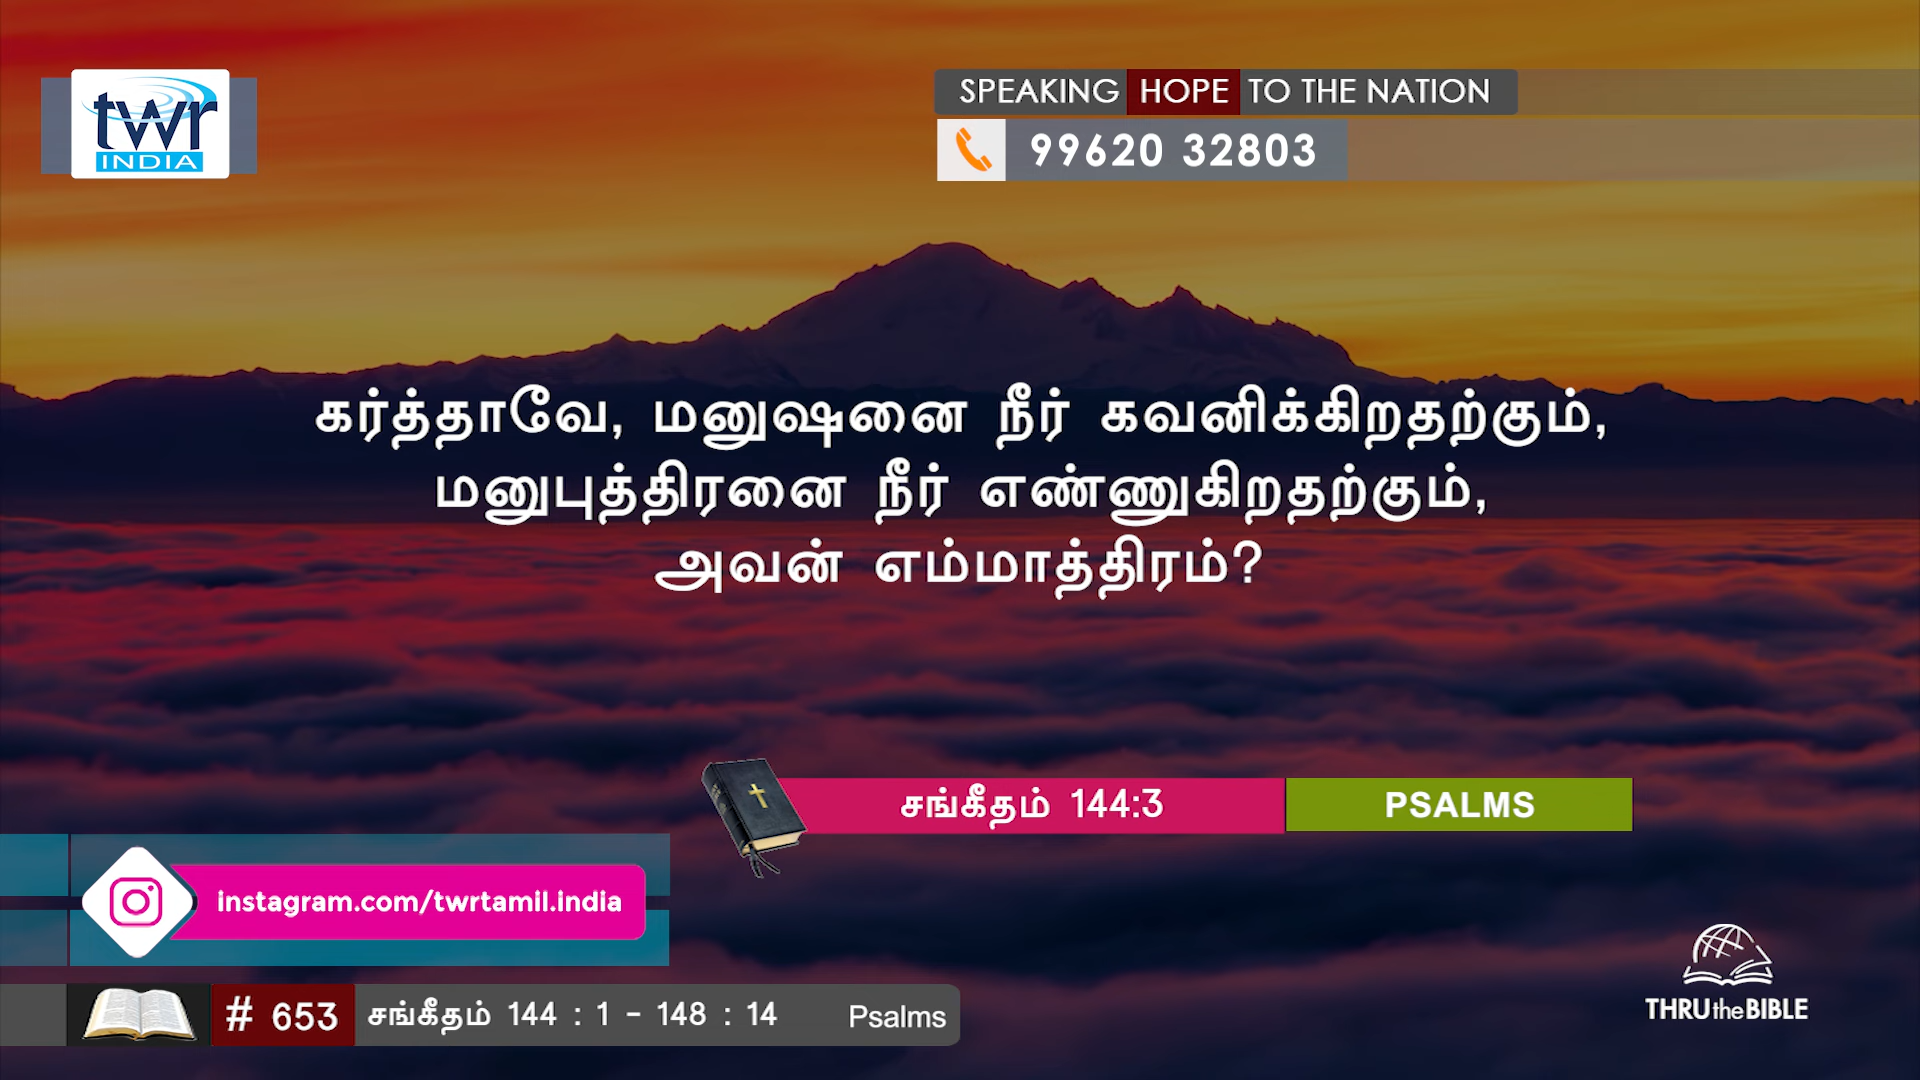 twr
INDIA
SPEAKING HOPE TO THE NATION
99620 32803
கர்த்தாவே, மனுஷனை நீர் கவனிக்கிறதற்கும்,
மனுபுத்திரனை நீர் எண்ணுகிறதற்கும்,
அவன் எம்மாத்திரம்?
சங்கீதம் 144:3 PSALMS
instagram.com/twrtamil.india
# 653 சங்கீதம் 144 : 1 - 148 : 14 Psalms
THRU the BIBLE